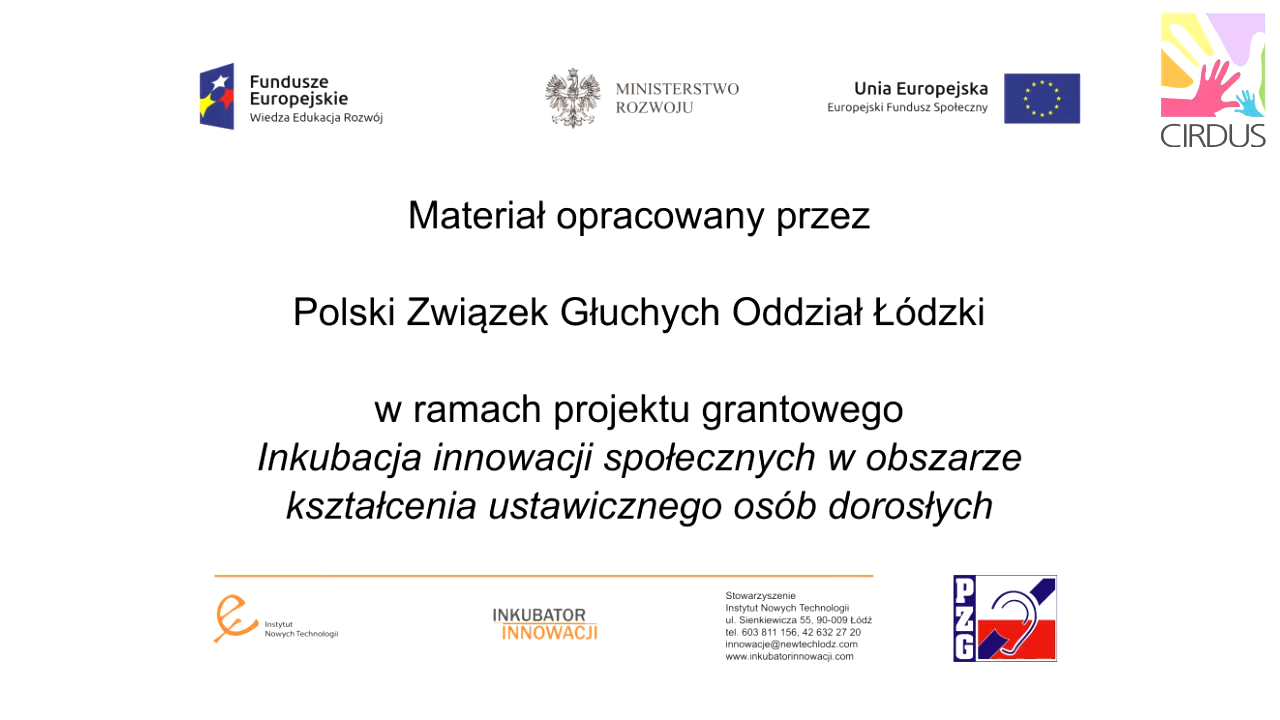 Fundusze
Europejskie
Wiedza Edukacja Rozwój
MINISTERSTWO
ROZWOJU
Unia Europejska
Europejski Fundusz Społeczny
CIRDUS
Materiał opracowany przez
Polski Związek Głuchych Oddział Łódzki
w ramach projektu grantowego
Inkubacja innowacji społecznych w obszarze
kształcenia ustawicznego osób dorosłych
Instytut
Nowych Technologii
INKUBATOR
INNOWACJI
Stowarzyszenie
Instytut Nowych Technologii
ul. Sienkiewicza 55, 90-009 Łódź
tel. 603 811 156, 42 632 27 20
innowacje@newtechlodz.com
www.inkubatorinnowacji.com
PZG